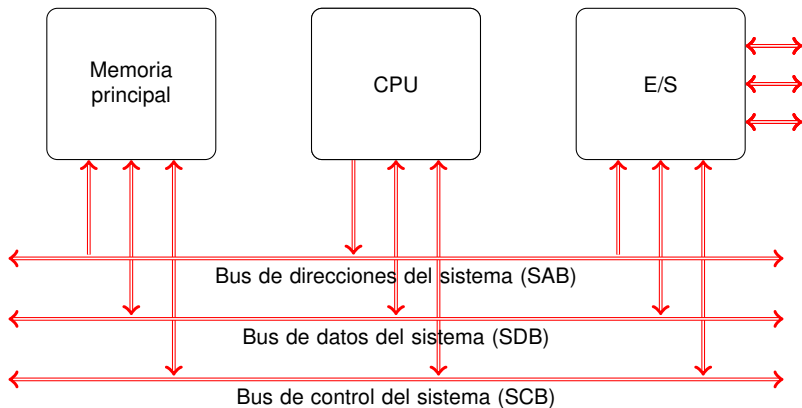 Memoria
principal
CPU
E/S
Bus de direcciones del sistema (SAB)
Bus de datos del sistema (SDB)
Bus de control del sistema (SCB)